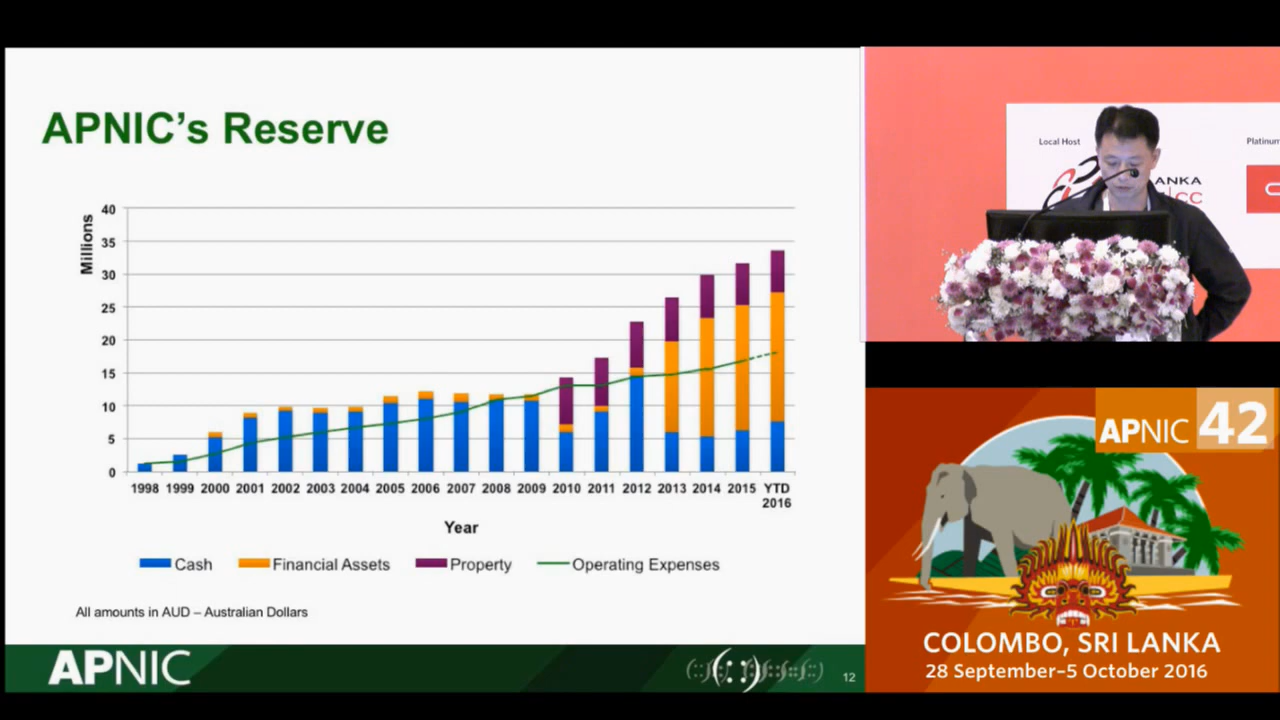 APNIC's Reserve
Millions
40
35
30
25
20
15
10
5
0
1998 1999 2000 2001 2002 2003 2004 2005 2006 2007 2008 2009 2010 2011 2012 2013 2014 2015 YTD 2016
Year
Cash Financial Assets Property Operating Expenses
All amounts in AUD – Australian Dollars
APNIC
12
Local Host
Platinum
ANKA
CC
APNIC 42
COLOMBO, SRI LANKA
28 September–5 October 2016